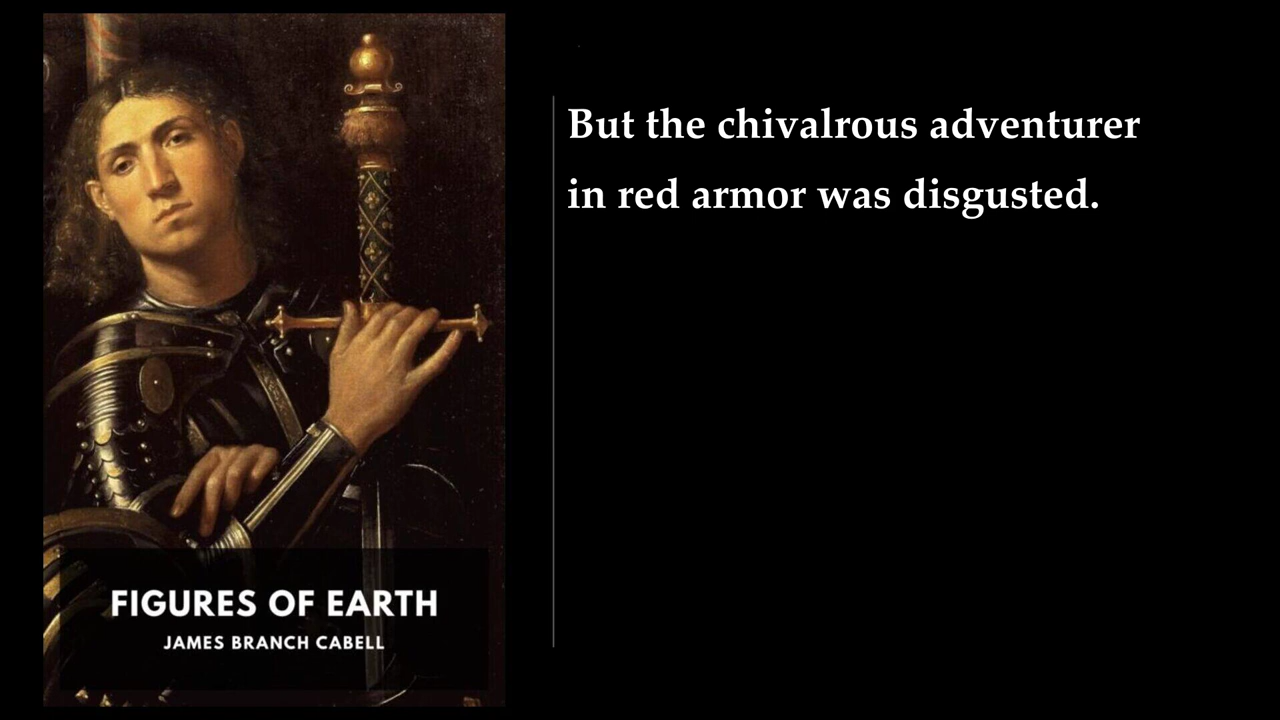 FIGURES OF EARTH
JAMES BRANCH CABELL
But the chivalrous adventurer
in red armor was disgusted.